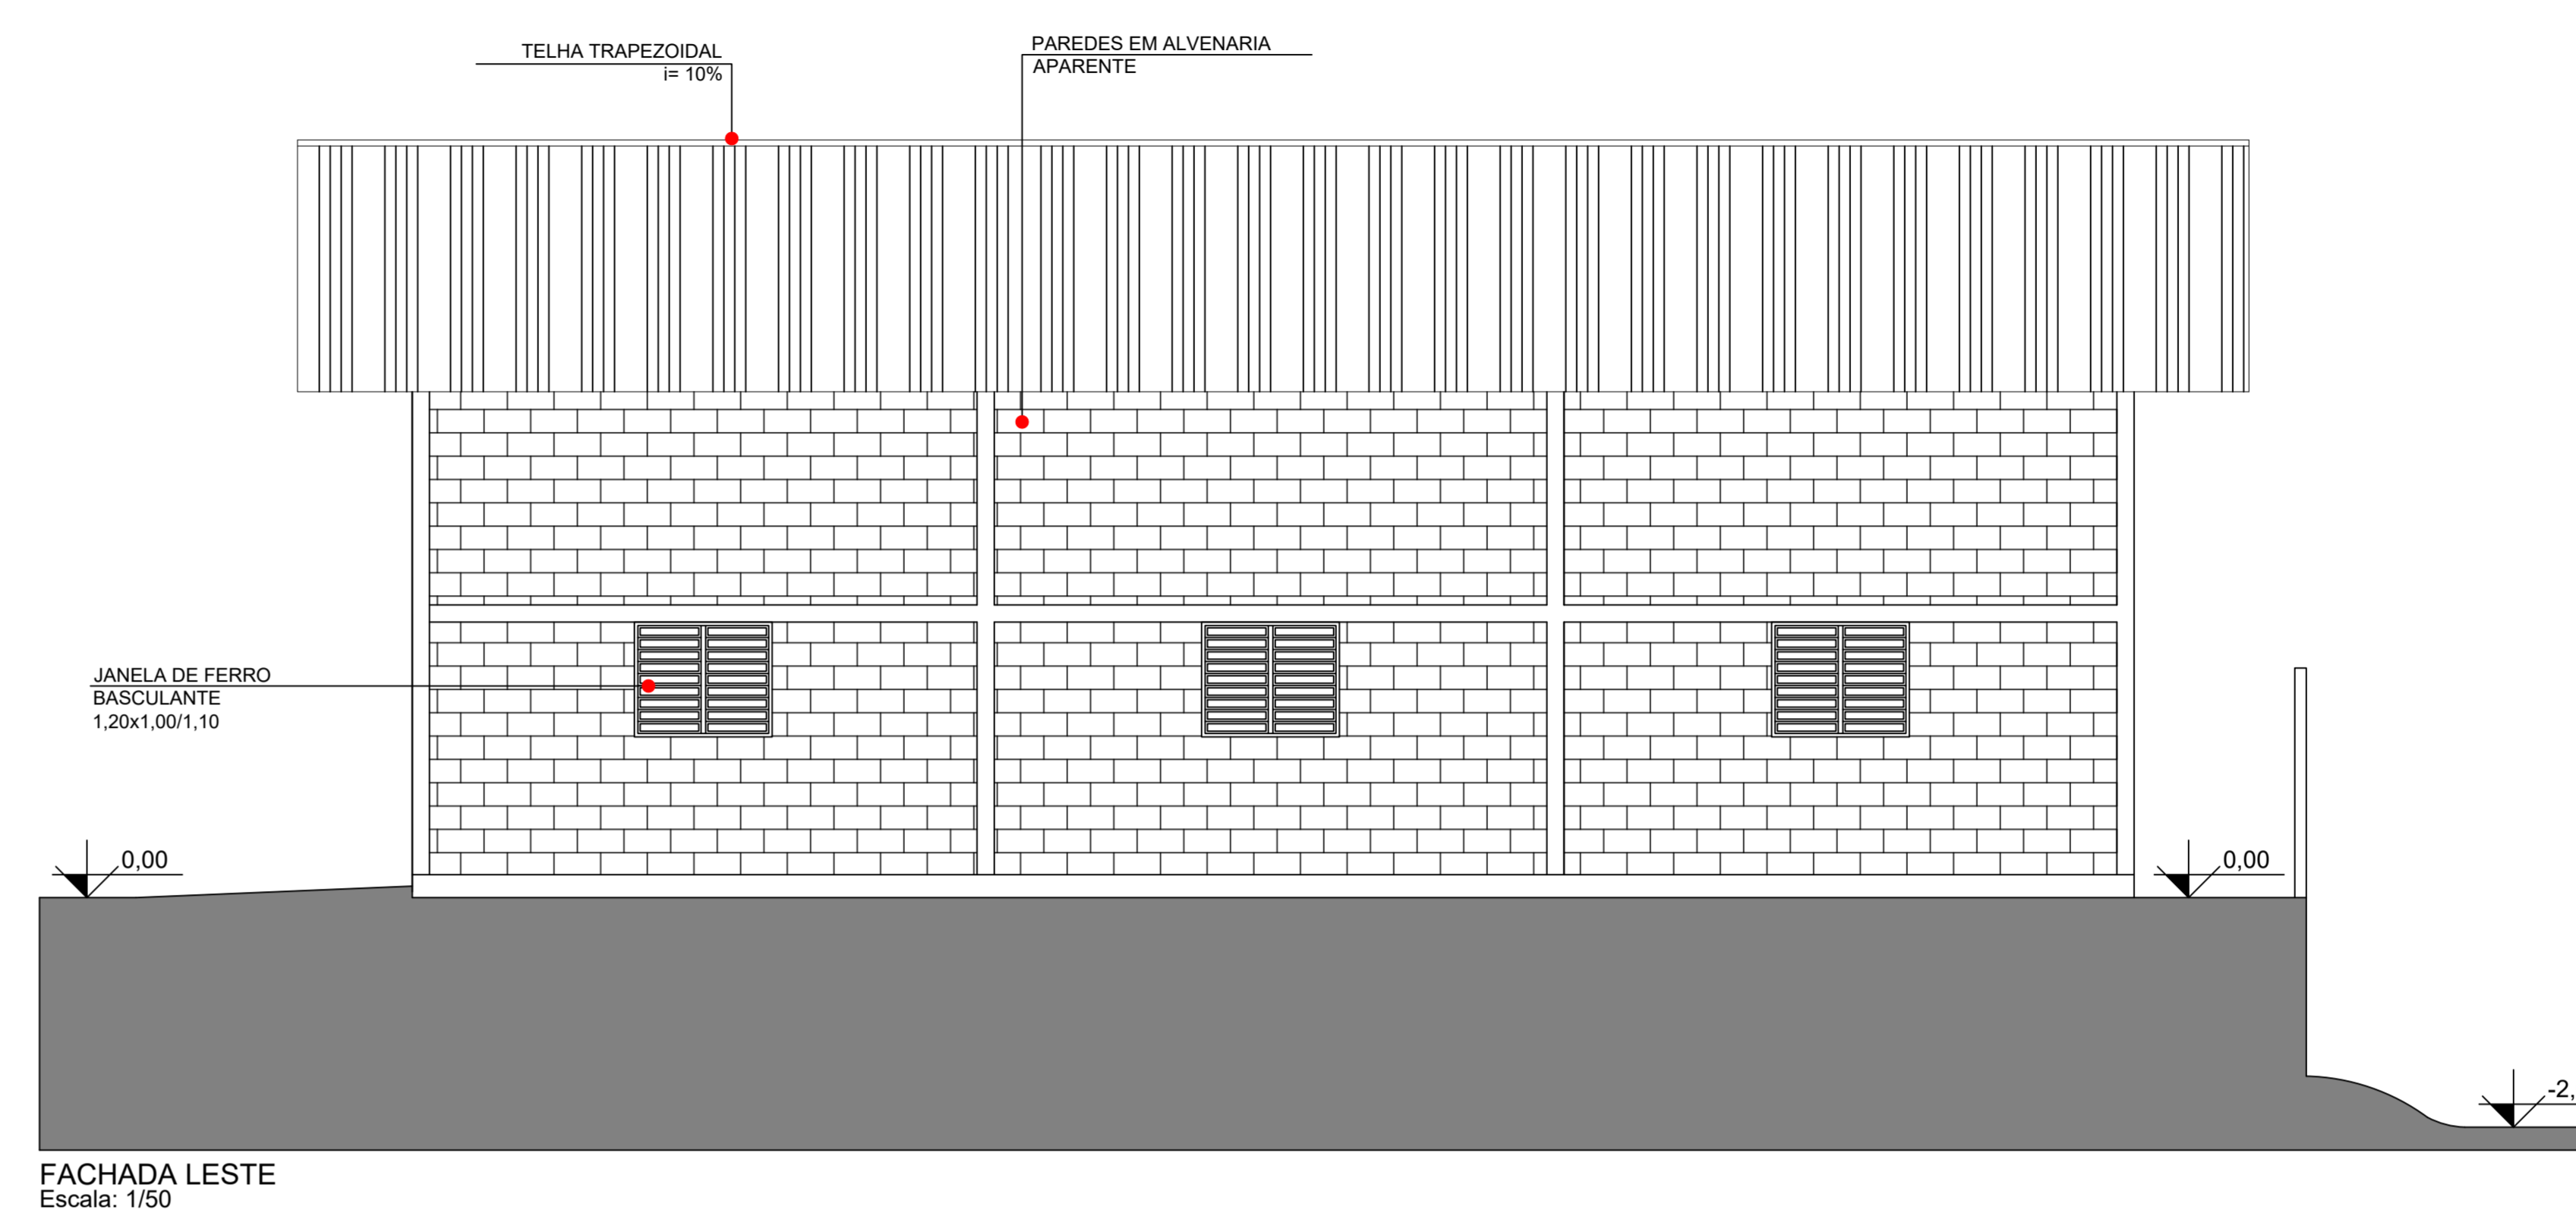 TELHA TRAPEZOIDAL
i= 10%
PAREDES EM ALVENARIA
APARENTE
JANELA DE FERRO
BASCULANTE
1,20x1,00/1,10
0,00
0,00
-2,
FACHADA LESTE
Escala: 1/50